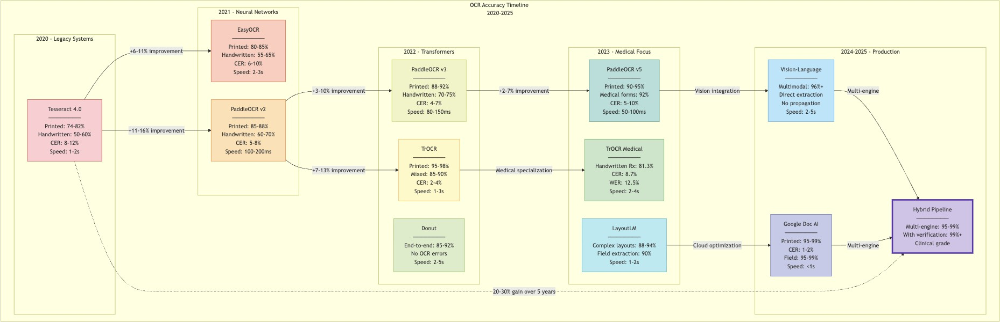 OCR Accuracy Timeline
2020-2025
2020 - Legacy Systems
Tesseract 4.0
Printed: 74-82%
Handwritten: 50-60%
CER: 8-12%
Speed: 1-2s
+6-11% improvement
+11-16% improvement
2021 - Neural Networks
EasyOCR
Printed: 80-85%
Handwritten: 55-65%
CER: 6-10%
Speed: 2-3s
PaddleOCR v2
Printed: 85-88%
Handwritten: 60-70%
CER: 5-8%
Speed: 100-200ms
+3-10% improvement
+7-13% improvement
2022 - Transformers
PaddleOCR v3
Printed: 88-92%
Handwritten: 70-75%
CER: 4-7%
Speed: 80-150ms
TrOCR
Printed: 95-98%
Mixed: 85-90%
CER: 2-4%
Speed: 1-3s
Donut
End-to-end: 85-92%
No OCR errors
Speed: 2-5s
+2-7% improvement
Medical specialization
2023 - Medical Focus
PaddleOCR v5
Printed: 90-95%
Medical forms: 92%
CER: 5-10%
Speed: 50-100ms
TrOCR Medical
Handwritten Rx: 81.3%
CER: 8.7%
WER: 12.5%
Speed: 2-4s
LayoutLM
Complex layouts: 88-94%
Field extraction: 90%
Speed: 1-2s
Vision integration
Cloud optimization
2024-2025 - Production
Vision-Language
Multimodal: 96%+
Direct extraction
No propagation
Speed: 2-5s
Multi-engine
Google Doc AI
Printed: 95-99%
CER: 1-2%
Field: 95-99%
Speed: <1s
Multi-engine
Hybrid Pipeline
Multi-engine: 95-99%
With verification: 99%+
Clinical grade
20-30% gain over 5 years